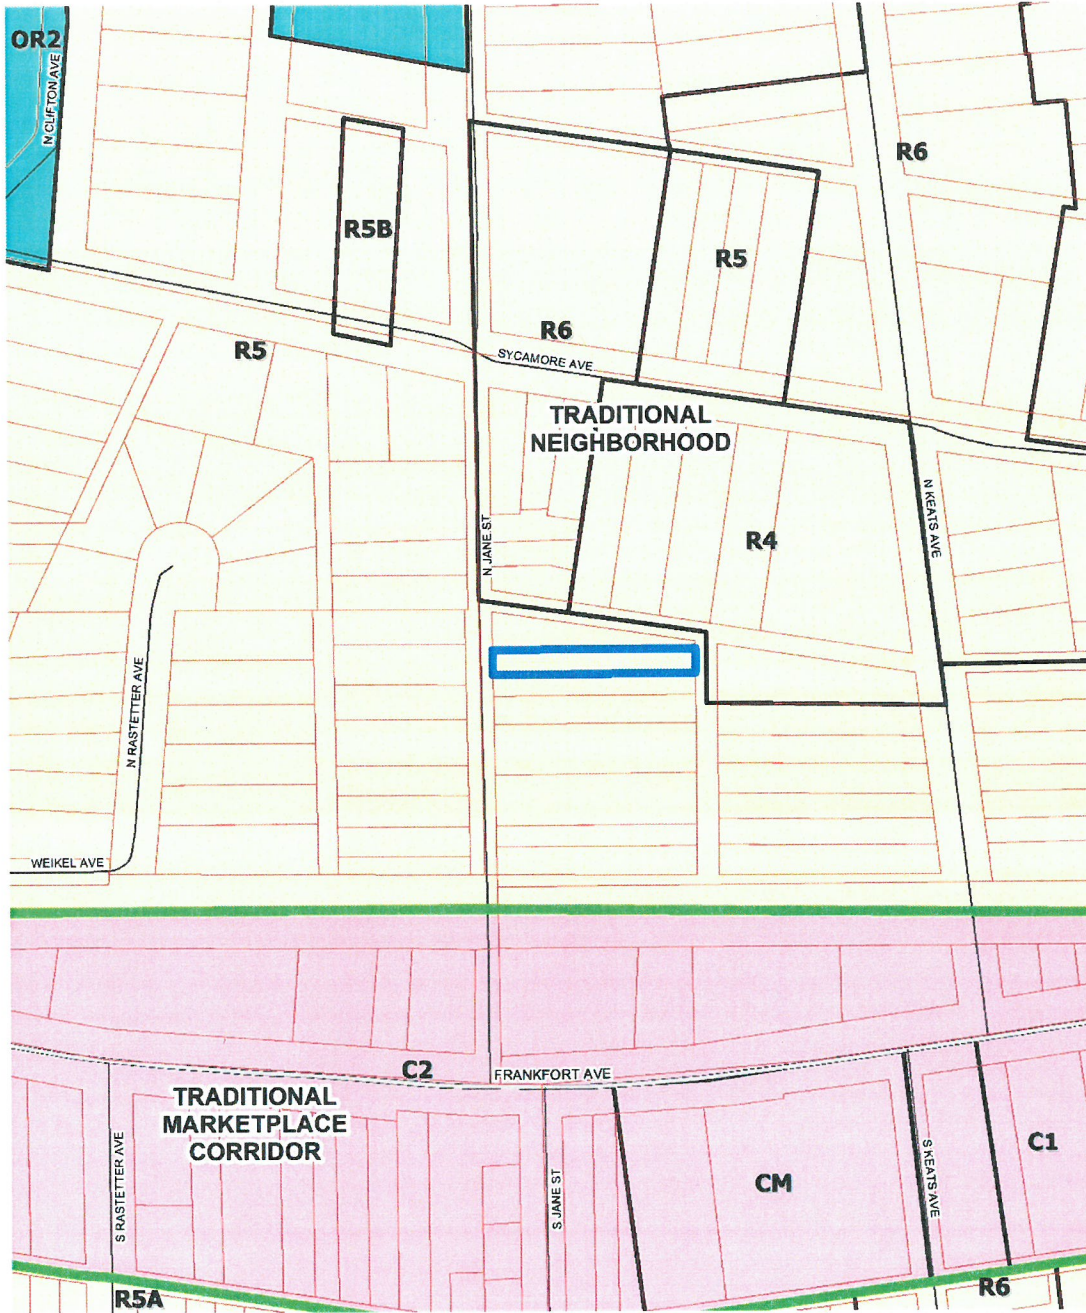 OR2
N CLIFTON AVE
R6
R5B
R5
R6
R5
SYCAMORE AVE
TRADITIONAL
NEIGHBORHOOD
N KEATS AVE
R4
N JANE ST
N RASTETTER AVE
WEIKEL AVE
C2
FRANKFORT AVE
TRADITIONAL
MARKETPLACE
CORRIDOR
S RASTETTER AVE
S JANE ST
CM
S KEATS AVE
C1
R5A
R6